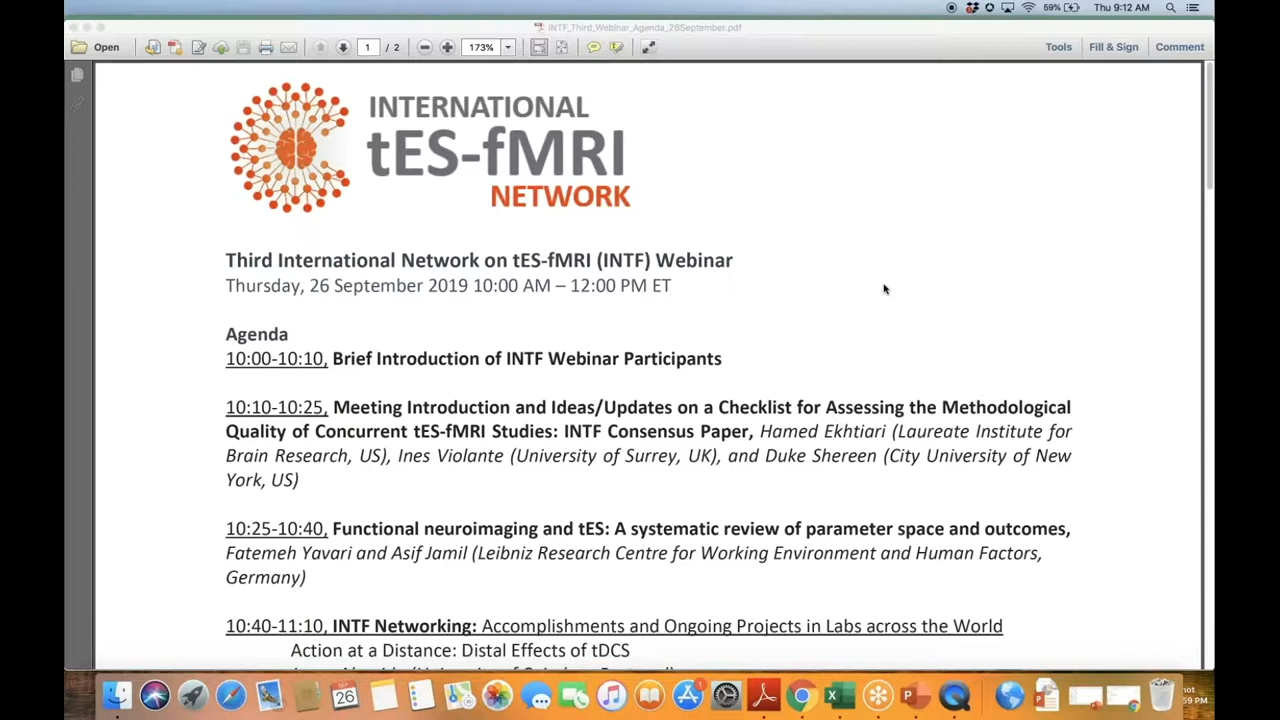 59%
Thu 9:12 AM
INTF_Third_Webinar_Agenda_26September.pdf
Open
1 / 2
173%
Tools
Fill & Sign
Comment
INTERNATIONAL
tES-fMRI
NETWORK
Third International Network on tES-fMRI (INTF) Webinar
Thursday, 26 September 2019 10:00 AM – 12:00 PM ET
Agenda
10:00-10:10, Brief Introduction of INTF Webinar Participants
10:10-10:25, Meeting Introduction and Ideas/Updates on a Checklist for Assessing the Methodological
Quality of Concurrent tES-fMRI Studies: INTF Consensus Paper, Hamed Ekhtiari (Laureate Institute for
Brain Research, US), Ines Violante (University of Surrey, UK), and Duke Shereen (City University of New
York, US)
10:25-10:40, Functional neuroimaging and tES: A systematic review of parameter space and outcomes,
Fatemeh Yavari and Asif Jamil (Leibniz Research Centre for Working Environment and Human Factors,
Germany)
10:40-11:10, INTF Networking: Accomplishments and Ongoing Projects in Labs across the World
Action at a Distance: Distal Effects of tDCS
SEP
26